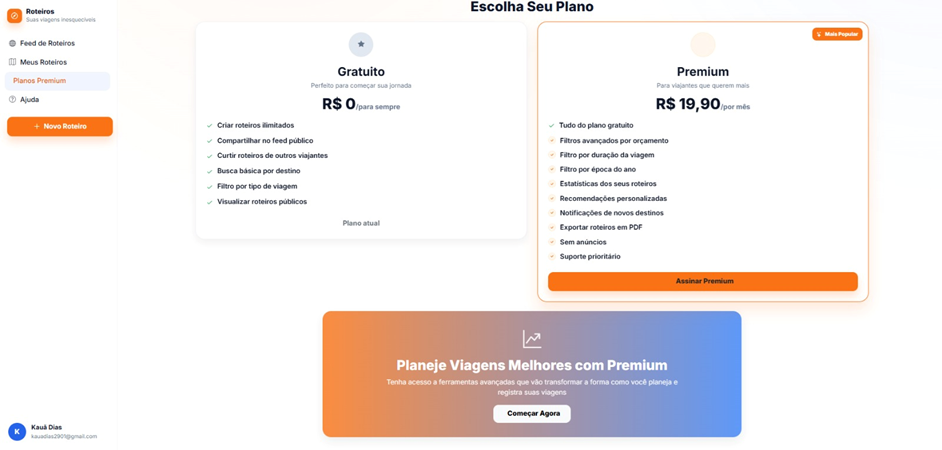 Roteiros
Suas viagens inesquecíveis
Feed de Roteiros
Meus Roteiros
Planos Premium
Ajuda
+ Novo Roteiro
Kauã Dias
kauadias2901@gmail.com
K
Escolha Seu Plano
Gratuito
Perfeito para começar sua jornada
R$ 0/para sempre
Criar roteiros ilimitados
Compartilhar no feed público
Curtir roteiros de outros viajantes
Busca básica por destino
Filtro por tipo de viagem
Visualizar roteiros públicos
Plano atual
Mais Popular
Premium
Para viajantes que querem mais
R$ 19,90/por mês
Tudo do plano gratuito
Filtros avançados por orçamento
Filtro por duração da viagem
Filtro por época do ano
Estatísticas dos seus roteiros
Recomendações personalizadas
Notificações de novos destinos
Exportar roteiros em PDF
Sem anúncios
Suporte prioritário
Assinar Premium
Planeje Viagens Melhores com Premium
Tenha acesso a ferramentas avançadas que vão transformar a forma como você planeja e
registra suas viagens
Começar Agora